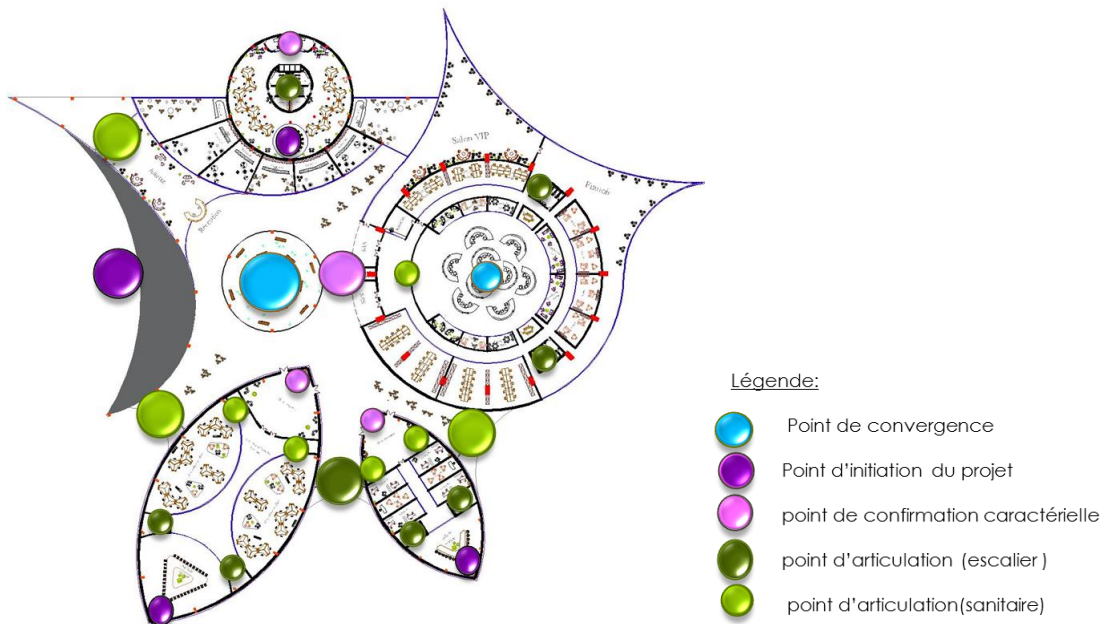 Salon VIP
Reception
Légende:
Point de convergence
Point d'initiation du projet
point de confirmation caractérielle
point d'articulation (escalier )
point d'articulation(sanitaire)